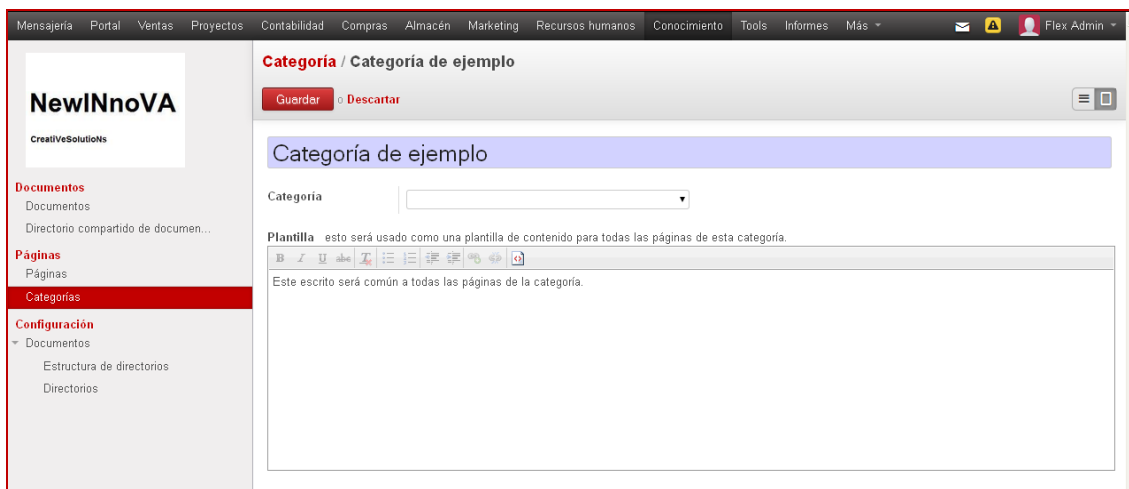 Mensajería Portal Ventas Proyectos Contabilidad Compras Almacén Marketing Recursos humanos Conocimiento Tools Informes Más Flex Admin
NewINnoVA
CreatiVeSolutioNs
Documentos
Documentos
Directorio compartido de documen...
Páginas
Páginas
Categorías
Configuración
Documentos
Estructura de directorios
Directorios
Categoría / Categoría de ejemplo
Guardar o Descartar
Categoría de ejemplo
Categoría
Plantilla esto será usado como una plantilla de contenido para todas las páginas de esta categoría.
B I U abc T
Este escrito será común a todas las páginas de la categoría.